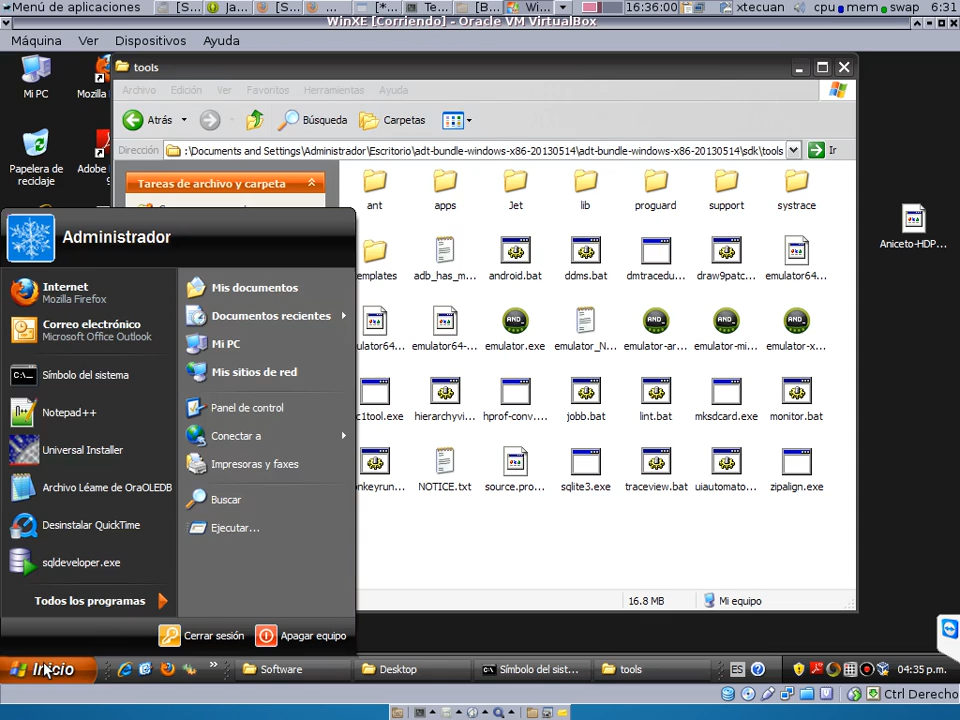 Menú de aplicaciones
[S...
Ja...
[S...
...
[*...
Te...
[B...
Wi...
16:36:00
xtecuan
cpu
mem
swap
6:31
WinXE [Corriendo] - Oracle VM VirtualBox
Máquina Ver Dispositivos Ayuda
Mi PC
Mozilla
Papelera de
reciclaje
Adobe
9
tools
Archivo Edición Ver Favoritos Herramientas Ayuda
Atrás Búsqueda Carpetas
Dirección :\Documents and Settings\Administrador\Escritorio\adt-bundle-windows-x86-20130514\adt-bundle-windows-x86-20130514\sdk\tools Ir
Tareas de archivo y carpeta
ant apps Jet lib proguard support systrace
emplates adb_has_m... android.bat ddms.bat dmtracedu... draw9patc... emulator64...
emulator64... emulator64-... emulator.exe emulator_N... emulator-ar... emulator-mi... emulator-x...
c1tool.exe hierarchyvi... hprof-conv.... jobb.bat lint.bat mksdcard.exe monitor.bat
nkeyrun... NOTICE.txt source.pro... sqlite3.exe traceview.bat uiautomato... zipalign.exe
16.8 MB Mi equipo
Aniceto-HDP...
Administrador
Internet
Mozilla Firefox
Correo electrónico
Microsoft Office Outlook
Símbolo del sistema
C:\_
Notepad++
Universal Installer
Archivo Léame de OraOLEDB
Desinstalar QuickTime
sqldeveloper.exe
Todos los programas
Mis documentos
Documentos recientes
Mi PC
Mis sitios de red
Panel de control
Conectar a
Impresoras y faxes
Buscar
Ejecutar...
Cerrar sesión Apagar equipo
Inicio
Software
Desktop
Símbolo del sist...
tools
ES
04:35 p.m.
Ctrl Derecho